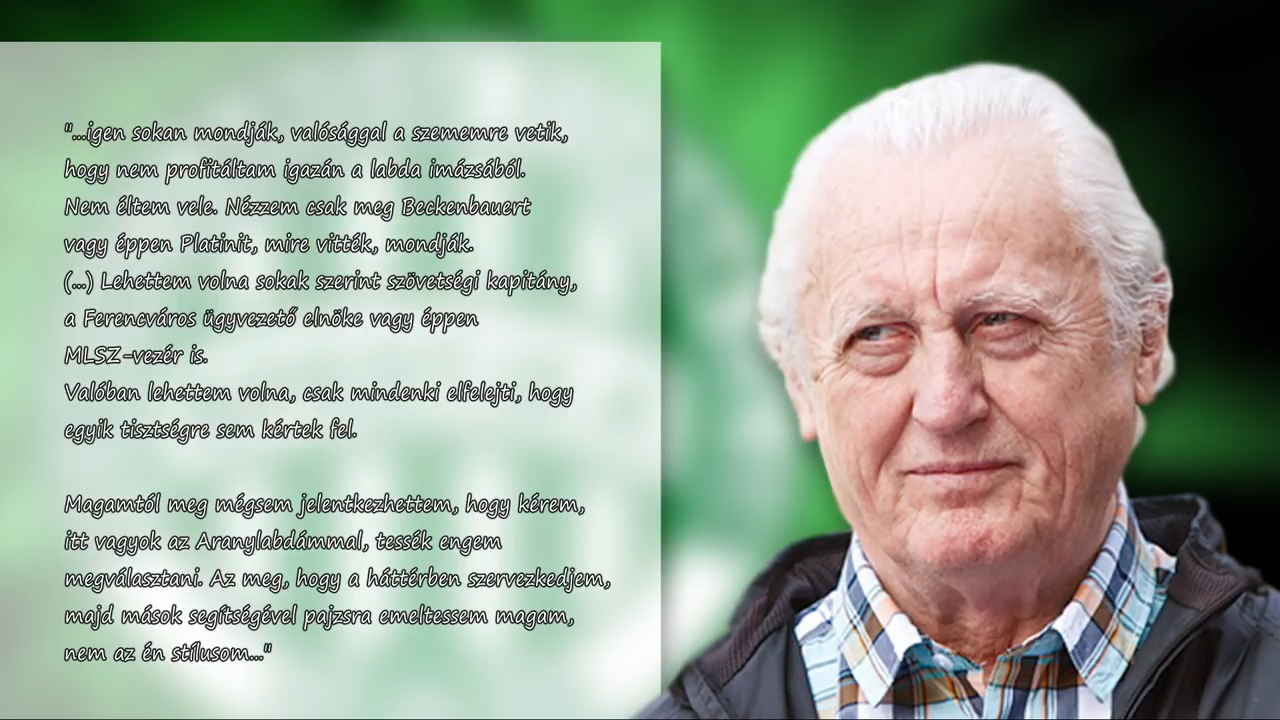 "...igen sokan mondják, valósággal a szememre vetik,
hogy nem profitáltam igazán a labda imázsából.
Nem éltem vele. Nézzem csak meg Beckenbauert
vagy éppen Platinit, mire vitték, mondják.
(...) Lehettem volna sokak szerint szövetségi kapitány,
a Ferencváros ügyvezető elnöke vagy éppen
MLSZ-vezér is.
Valóban lehettem volna, csak mindenki elfelejti, hogy
egyik tisztségre sem kértek fel.
Magamtól meg mégsem jelentkezhettem, hogy kérem,
itt vagyok az Aranylabdámmal, tessék engem
megválasztani. Az meg, hogy a háttérben szervezkedjem,
majd mások segítségével pajzsra emeltessem magam,
nem az én stílusom..."